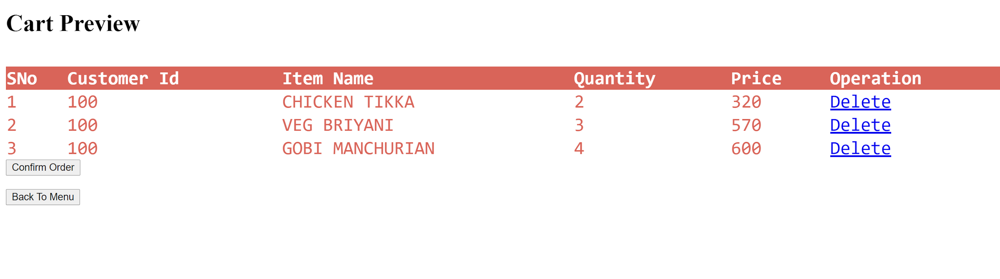 Cart Preview
SNo Customer Id Item Name Quantity Price Operation
1 100 CHICKEN TIKKA 2 320 Delete
2 100 VEG BRIYANI 3 570 Delete
3 100 GOBI MANCHURIAN 4 600 Delete
Confirm Order
Back To Menu